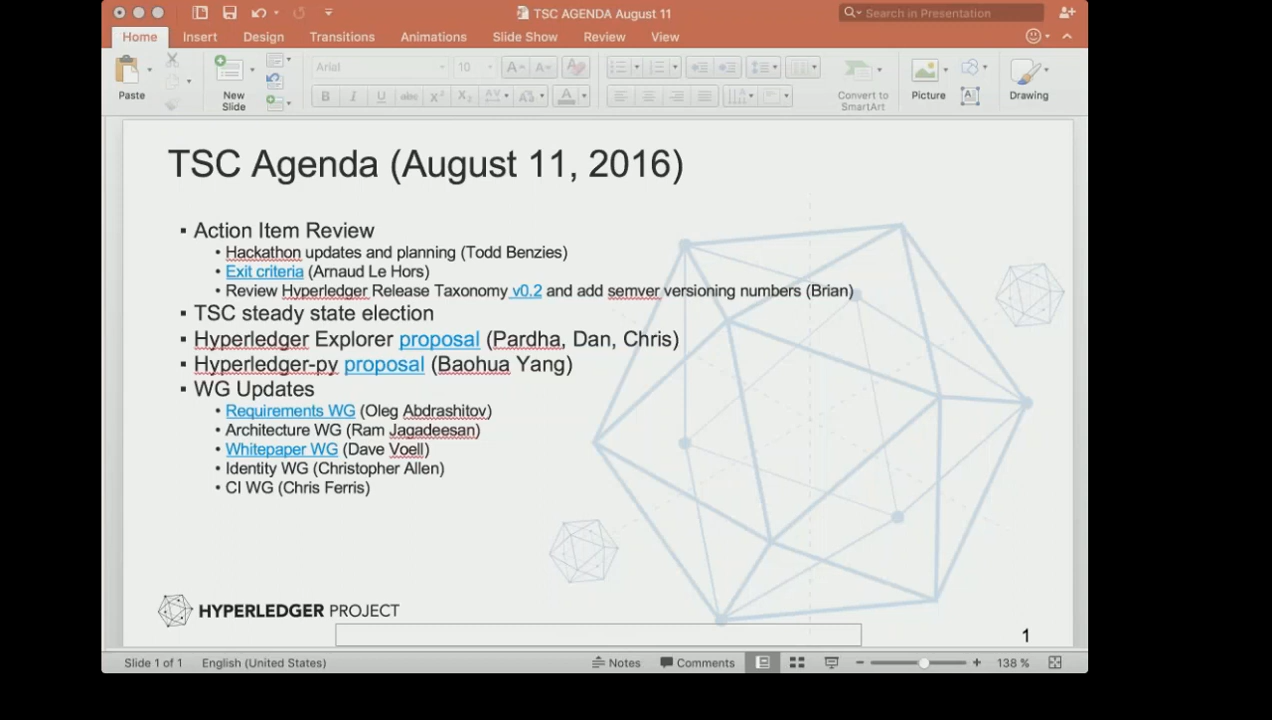 TSC AGENDA August 11
Search in Presentation
Home Insert Design Transitions Animations Slide Show Review View
Arial 10
Paste
New Slide
Convert to SmartArt
Picture
Drawing
TSC Agenda (August 11, 2016)
▪ Action Item Review
• Hackathon updates and planning (Todd Benzies)
• Exit criteria (Arnaud Le Hors)
• Review Hyperledger Release Taxonomy v0.2 and add semver versioning numbers (Brian)
▪ TSC steady state election
▪ Hyperledger Explorer proposal (Pardha, Dan, Chris)
▪ Hyperledger-py proposal (Baohua Yang)
▪ WG Updates
• Requirements WG (Oleg Abdrashitov)
• Architecture WG (Ram Jagadeesan)
• Whitepaper WG (Dave Voell)
• Identity WG (Christopher Allen)
• CI WG (Chris Ferris)
HYPERLEDGER PROJECT
1
Slide 1 of 1 English (United States) Notes Comments 138 %